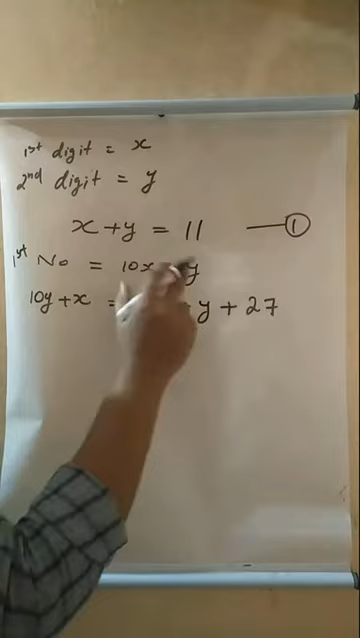 1st digit = x
2nd digit = y
x + y = 11 —①
1st No = 10x y
10y + x = y + 27